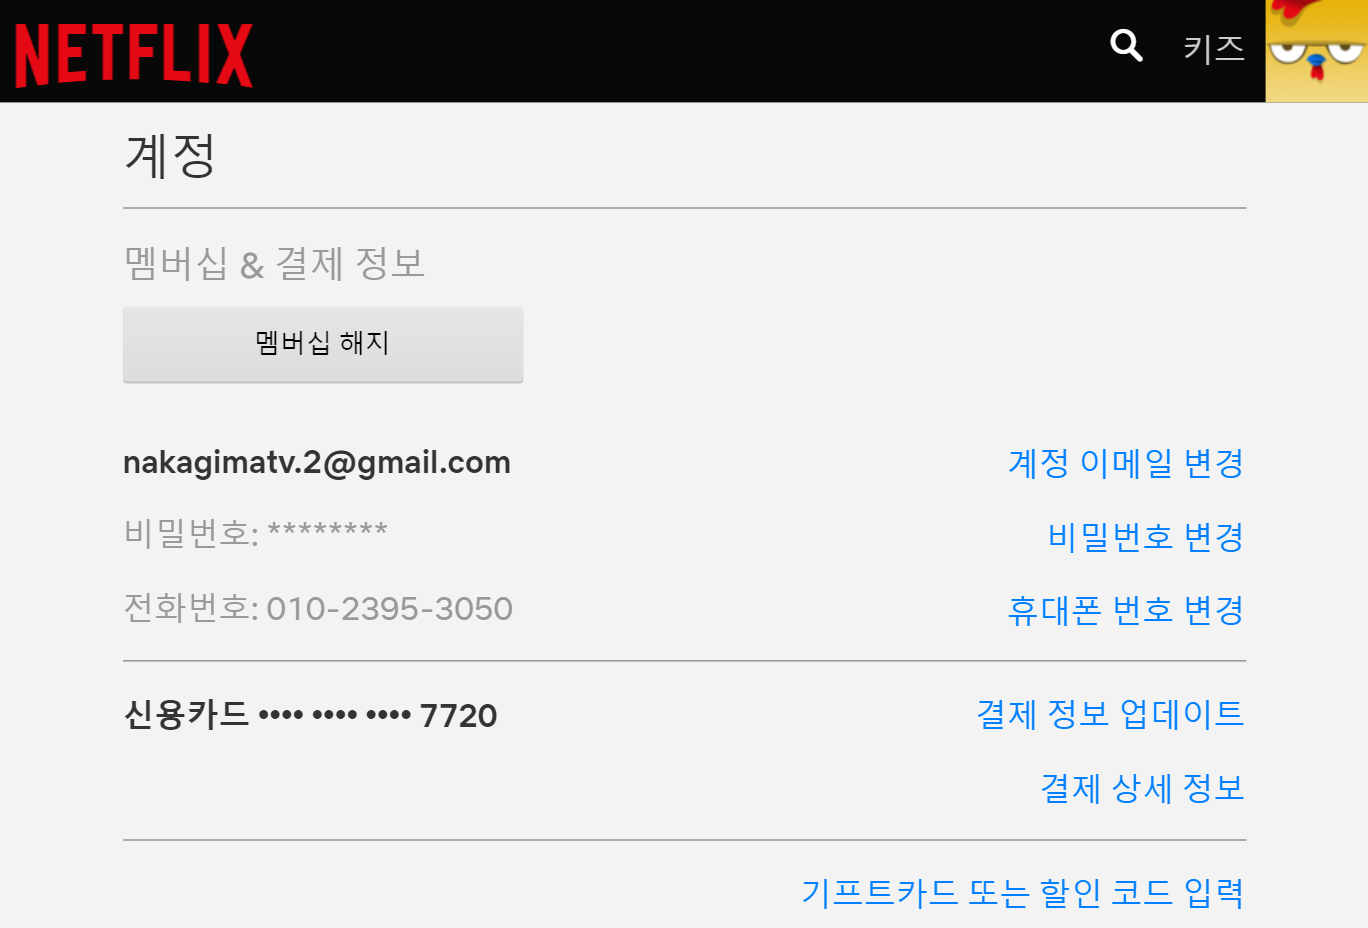 NETFLIX
키즈
계정
멤버십 & 결제 정보
멤버십 해지
nakagimatv.2@gmail.com
계정 이메일 변경
비밀번호: ********
비밀번호 변경
전화번호: 010-2395-3050
휴대폰 번호 변경
신용카드 •••• •••• •••• 7720
결제 정보 업데이트
결제 상세 정보
기프트카드 또는 할인 코드 입력